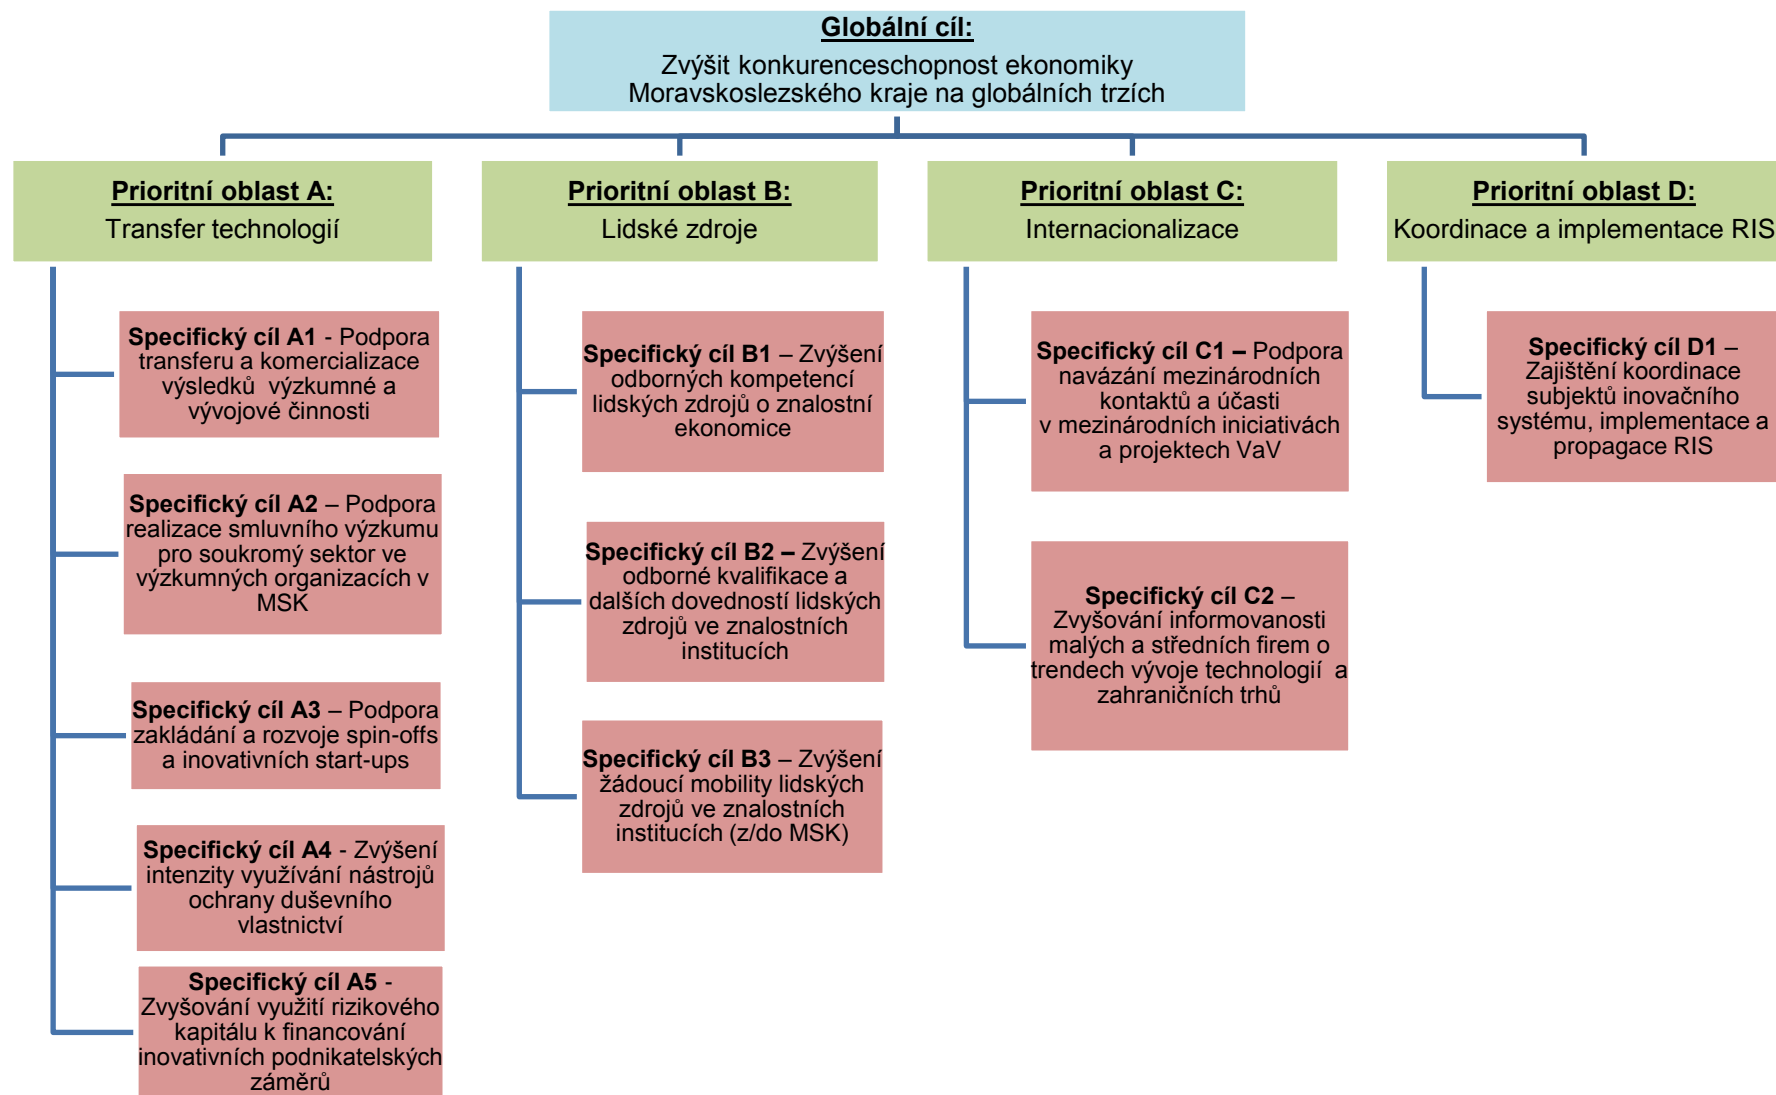 Globální cíl:
Zvýšit konkurenceschopnost ekonomiky
Moravskoslezského kraje na globálních trzích
Prioritní oblast A:
Transfer technologií
Prioritní oblast B:
Lidské zdroje
Prioritní oblast C:
Internacionalizace
Prioritní oblast D:
Koordinace a implementace RIS
Specifický cíl A1 - Podpora
transferu a komercializace
výsledků výzkumné a
vývojové činnosti
Specifický cíl A2 – Podpora
realizace smluvního výzkumu
pro soukromý sektor ve
výzkumných organizacích v
MSK
Specifický cíl A3 – Podpora
zakládání a rozvoje spin-offs
a inovativních start-ups
Specifický cíl A4 - Zvýšení
intenzity využívání nástrojů
ochrany duševního
vlastnictví
Specifický cíl A5 -
Zvyšování využití rizikového
kapitálu k financování
inovativních podnikatelských
záměrů
Specifický cíl B1 – Zvýšení
odborných kompetencí
lidských zdrojů o znalostní
ekonomice
Specifický cíl B2 – Zvýšení
odborné kvalifikace a
dalších dovedností lidských
zdrojů ve znalostních
institucích
Specifický cíl B3 – Zvýšení
žádoucí mobility lidských
zdrojů ve znalostních
institucích (z/do MSK)
Specifický cíl C1 – Podpora
navázání mezinárodních
kontaktů a účasti
v mezinárodních iniciativách
a projektech VaV
Specifický cíl C2 –
Zvyšování informovanosti
malých a středních firem o
trendech vývoje technologií a
zahraničních trhů
Specifický cíl D1 –
Zajištění koordinace
subjektů inovačního
systému, implementace a
propagace RIS